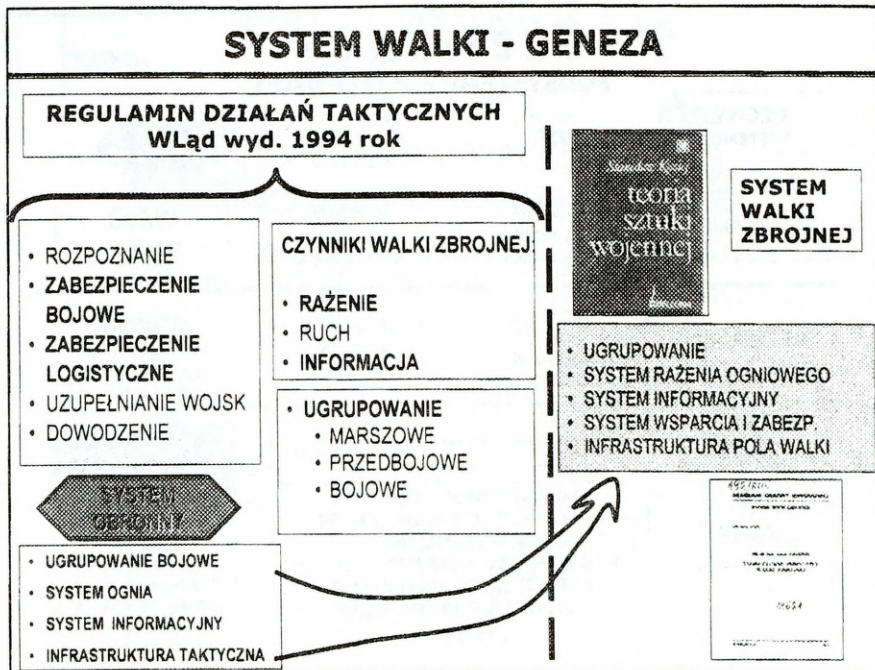 SYSTEM WALKI - GENEZA
REGULAMIN DZIAŁAŃ TAKTYCZNYCH
WLąd wyd. 1994 rok
• ROZPOZNANIE
• ZABEZPIECZENIE
BOJOWE
• ZABEZPIECZENIE
LOGISTYCZNE
• UZUPEŁNIANIE WOJSK
• DOWODZENIE
CZYNNIKI WALKI ZBROJNEJ:
• RAŻENIE
• RUCH
• INFORMACJA
• UGRUPOWANIE
• MARSZOWE
• PRZEDBOJOWE
• BOJOWE
SYSTEM
OBRONNY
• UGRUPOWANIE BOJOWE
• SYSTEM OGNIA
• SYSTEM INFORMACYJNY
• INFRASTRUKTURA TAKTYCZNA
teoria
sztuki
wojennej
SYSTEM
WALKI
ZBROJNEJ
• UGRUPOWANIE
• SYSTEM RAŻENIA OGNIOWEGO
• SYSTEM INFORMACYJNY
• SYSTEM WSPARCIA I ZABEZP.
• INFRASTRUKTURA POLA WALKI